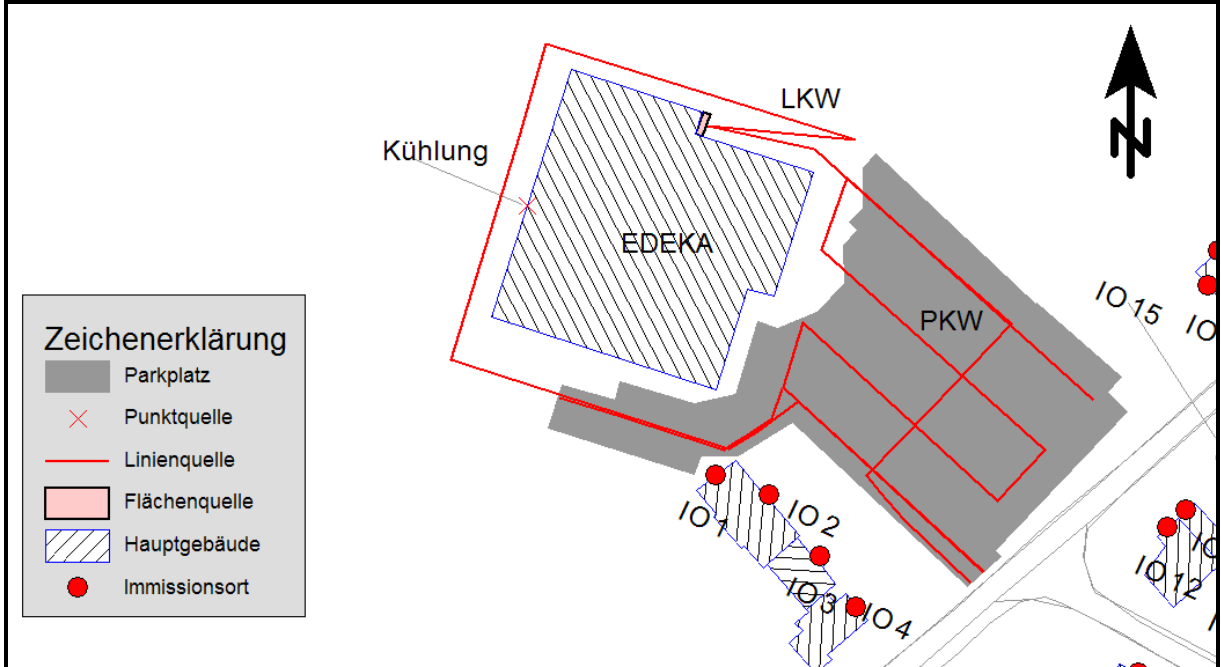 LKW
N
Kühlung
EDEKA
PKW
IO 15
Zeichenerklärung
Parkplatz
Punktquelle
Linienquelle
Flächenquelle
Hauptgebäude
Immissionsort
IO 1
IO 2
IO 3
IO 4
IO 12